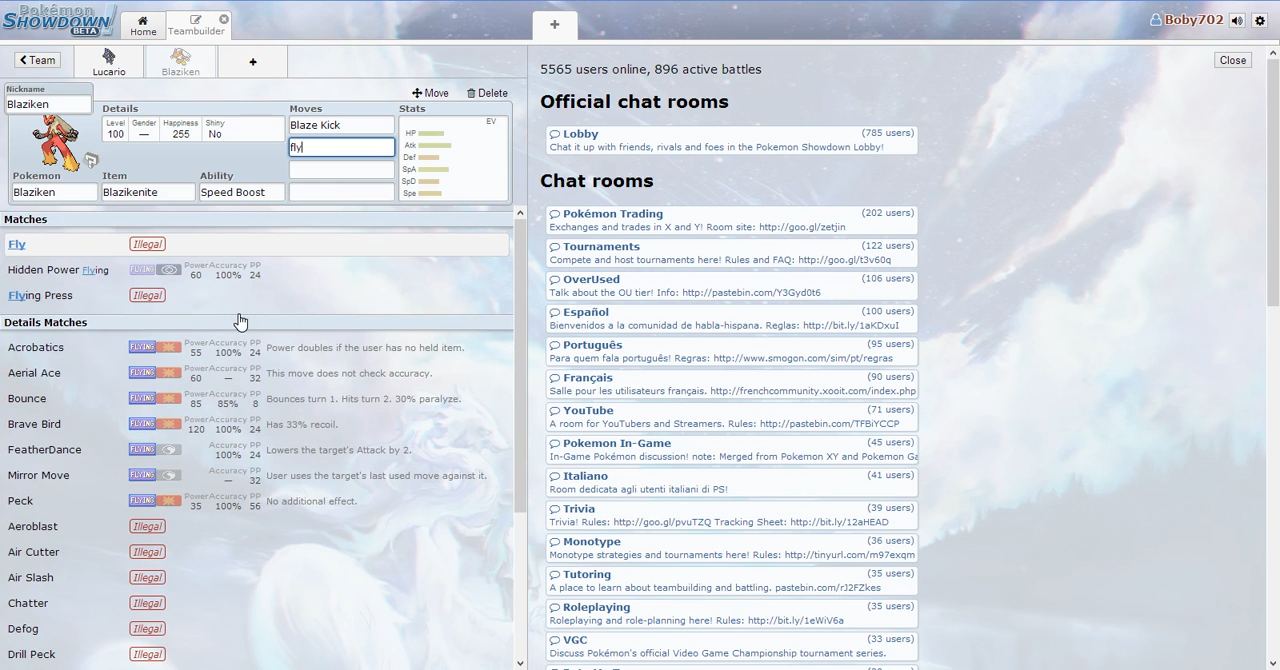 Pokémon
SHOWDOWN!
BETA
Home
Teambuilder
+
Boby702
< Team
Lucario
Blaziken
+
Move
Delete
Nickname
Blaziken
Details
Level
100
Gender
—
Happiness
255
Shiny
No
Moves
Blaze Kick
fly
Stats
EV
HP
Atk
Def
SpA
SpD
Spe
Pokemon
Blaziken
Item
Blazikenite
Ability
Speed Boost
Matches
Fly Illegal
Hidden Power Flying FLYING Power 60 Accuracy 100% PP 24
Flying Press Illegal
Details Matches
Acrobatics FLYING Power 55 Accuracy 100% PP 24 Power doubles if the user has no held item.
Aerial Ace FLYING Power 60 Accuracy — PP 32 This move does not check accuracy.
Bounce FLYING Power 85 Accuracy 85% PP 8 Bounces turn 1. Hits turn 2. 30% paralyze.
Brave Bird FLYING Power 120 Accuracy 100% PP 24 Has 33% recoil.
FeatherDance FLYING Accuracy 100% PP 24 Lowers the target's Attack by 2.
Mirror Move FLYING Accuracy — PP 32 User uses the target's last used move against it.
Peck FLYING Power 35 Accuracy 100% PP 56 No additional effect.
Aeroblast Illegal
Air Cutter Illegal
Air Slash Illegal
Chatter Illegal
Defog Illegal
Drill Peck Illegal
5565 users online, 896 active battles
Close
Official chat rooms
Lobby (785 users)
Chat it up with friends, rivals and foes in the Pokemon Showdown Lobby!
Chat rooms
Pokémon Trading (202 users)
Exchanges and trades in X and Y! Room site: http://goo.gl/zetjin
Tournaments (122 users)
Compete and host tournaments here! Rules and FAQ: http://goo.gl/t3v60q
OverUsed (106 users)
Talk about the OU tier! Info: http://pastebin.com/Y3Gyd0t6
Español (100 users)
Bienvenidos a la comunidad de habla-hispana. Reglas: http://bit.ly/1aKDxuI
Português (95 users)
Para quem fala português! Regras: http://www.smogon.com/sim/pt/regras
Français (90 users)
Salle pour les utilisateurs français. http://frenchcommunity.xooit.com/index.php
YouTube (71 users)
A room for YouTubers and Streamers. Rules: http://pastebin.com/TFBiYCCP
Pokemon In-Game (45 users)
In-Game Pokémon discussion! note: Merged from Pokemon XY and Pokemon Ga
Italiano (41 users)
Room dedicata agli utenti italiani di PS!
Trivia (39 users)
Trivia! Rules: http://goo.gl/pvuTZQ Tracking Sheet: http://bit.ly/12aHEAD
Monotype (36 users)
Monotype strategies and tournaments here! Rules: http://tinyurl.com/m97exqm
Tutoring (35 users)
A place to learn about teambuilding and battling. pastebin.com/rJ2FZkes
Roleplaying (35 users)
Roleplaying and role-planning here! Rules: http://bit.ly/1eWiV6a
VGC (33 users)
Discuss Pokémon's official Video Game Championship tournament series.